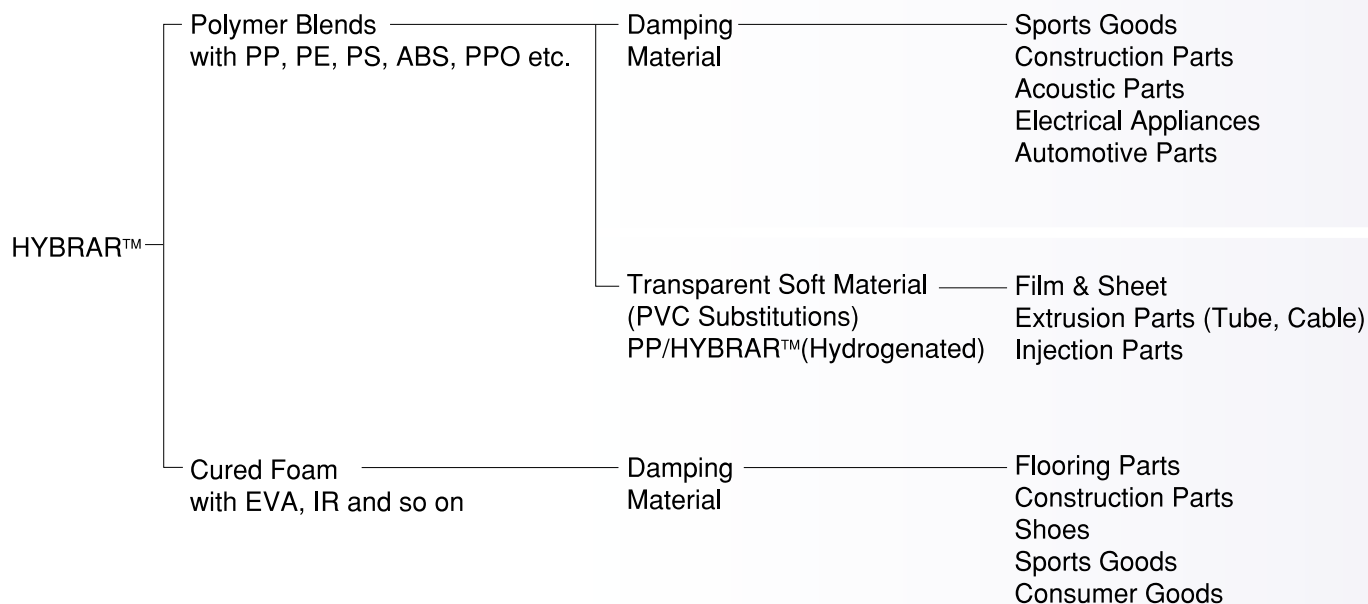 HYBRAR™
Polymer Blends
with PP, PE, PS, ABS, PPO etc.
Damping
Material
Sports Goods
Construction Parts
Acoustic Parts
Electrical Appliances
Automotive Parts
Transparent Soft Material
(PVC Substitutions)
PP/HYBRAR™(Hydrogenated)
Film & Sheet
Extrusion Parts (Tube, Cable)
Injection Parts
Cured Foam
with EVA, IR and so on
Damping
Material
Flooring Parts
Construction Parts
Shoes
Sports Goods
Consumer Goods